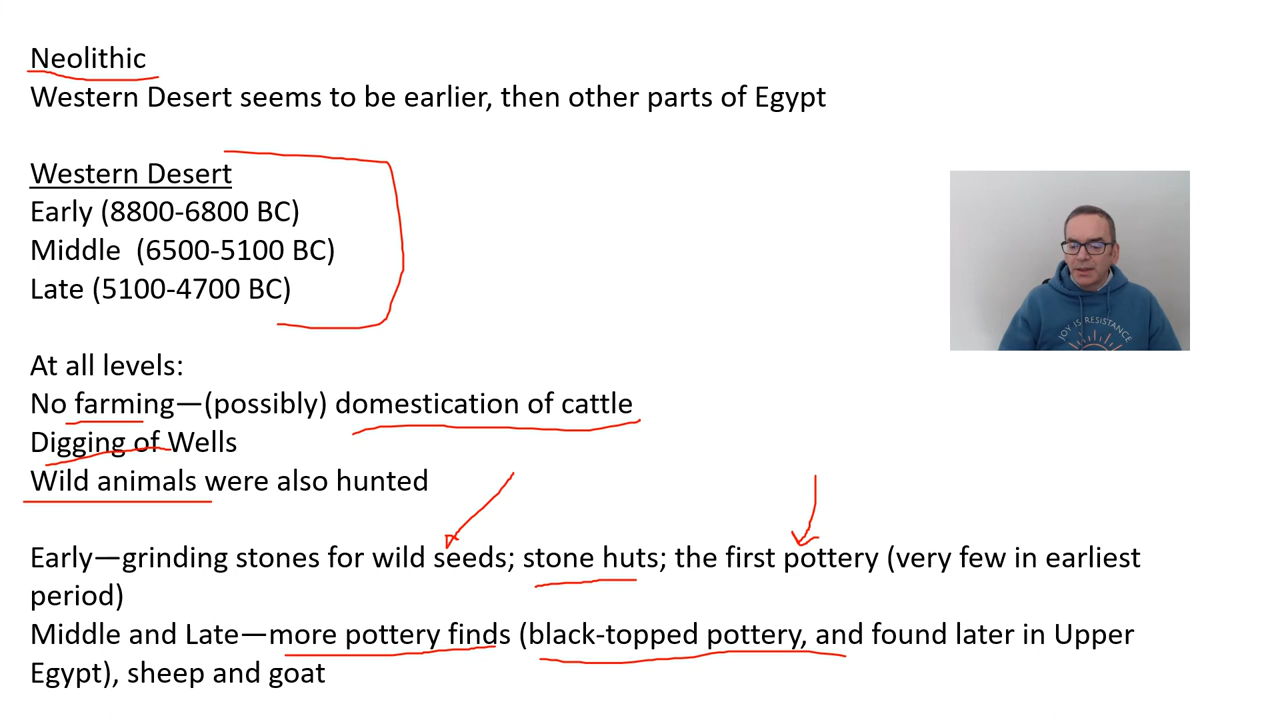 Neolithic
Western Desert seems to be earlier, then other parts of Egypt
Western Desert
Early (8800-6800 BC)
Middle  (6500-5100 BC)
Late (5100-4700 BC)
At all levels:
No farming—(possibly) domestication of cattle
Digging of Wells
Wild animals were also hunted
Early—grinding stones for wild seeds; stone huts; the first pottery (very few in earliest
period)
Middle and Late—more pottery finds (black-topped pottery, and found later in Upper
Egypt), sheep and goat
JOY IS RESISTANCE